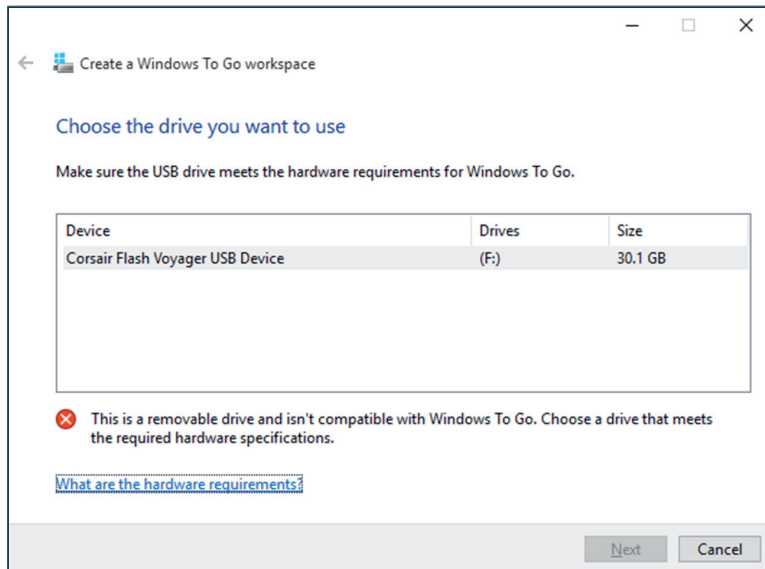 Create a Windows To Go workspace
Choose the drive you want to use
Make sure the USB drive meets the hardware requirements for Windows To Go.
Device Drives Size
Corsair Flash Voyager USB Device (F:) 30.1 GB
This is a removable drive and isn't compatible with Windows To Go. Choose a drive that meets
the required hardware specifications.
What are the hardware requirements?
Next Cancel